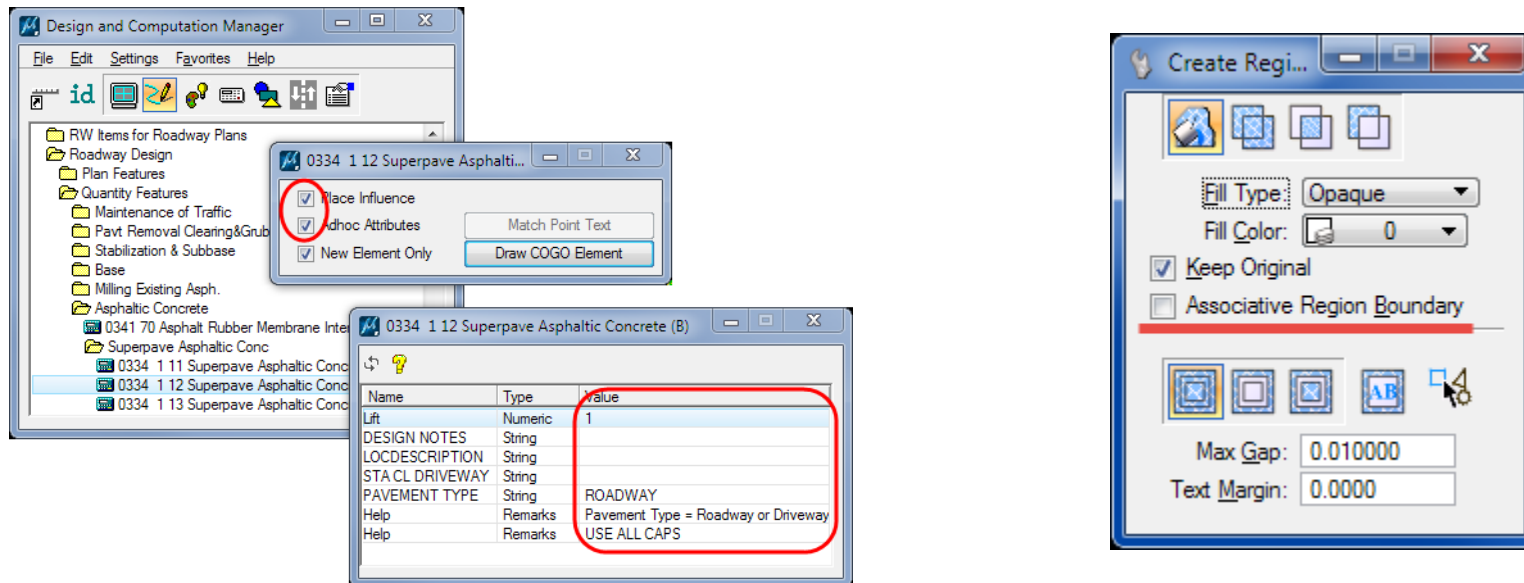 Design and Computation Manager
File Edit Settings Favorites Help
id
RW Items for Roadway Plans
Roadway Design
Plan Features
Quantity Features
Maintenance of Traffic
Pavt Removal Clearing&Grub
Stabilization & Subbase
Base
Milling Existing Asph.
Asphaltic Concrete
0341 70 Asphalt Rubber Membrane Inter
Superpave Asphaltic Conc
0334 1 11 Superpave Asphaltic Conc
0334 1 12 Superpave Asphaltic Conc
0334 1 13 Superpave Asphaltic Conc
0334 1 12 Superpave Asphalti...
Place Influence
Adhoc Attributes Match Point Text
New Element Only Draw COGO Element
0334 1 12 Superpave Asphaltic Concrete (B)
Name Type Value
Lift Numeric 1
DESIGN NOTES String
LOCDESCRIPTION String
STA CL DRIVEWAY String
PAVEMENT TYPE String ROADWAY
Help Remarks Pavement Type = Roadway or Driveway
Help Remarks USE ALL CAPS
Create Regi...
Fill Type: Opaque
Fill Color: 0
Keep Original
Associative Region Boundary
AB
Max Gap: 0.010000
Text Margin: 0.0000